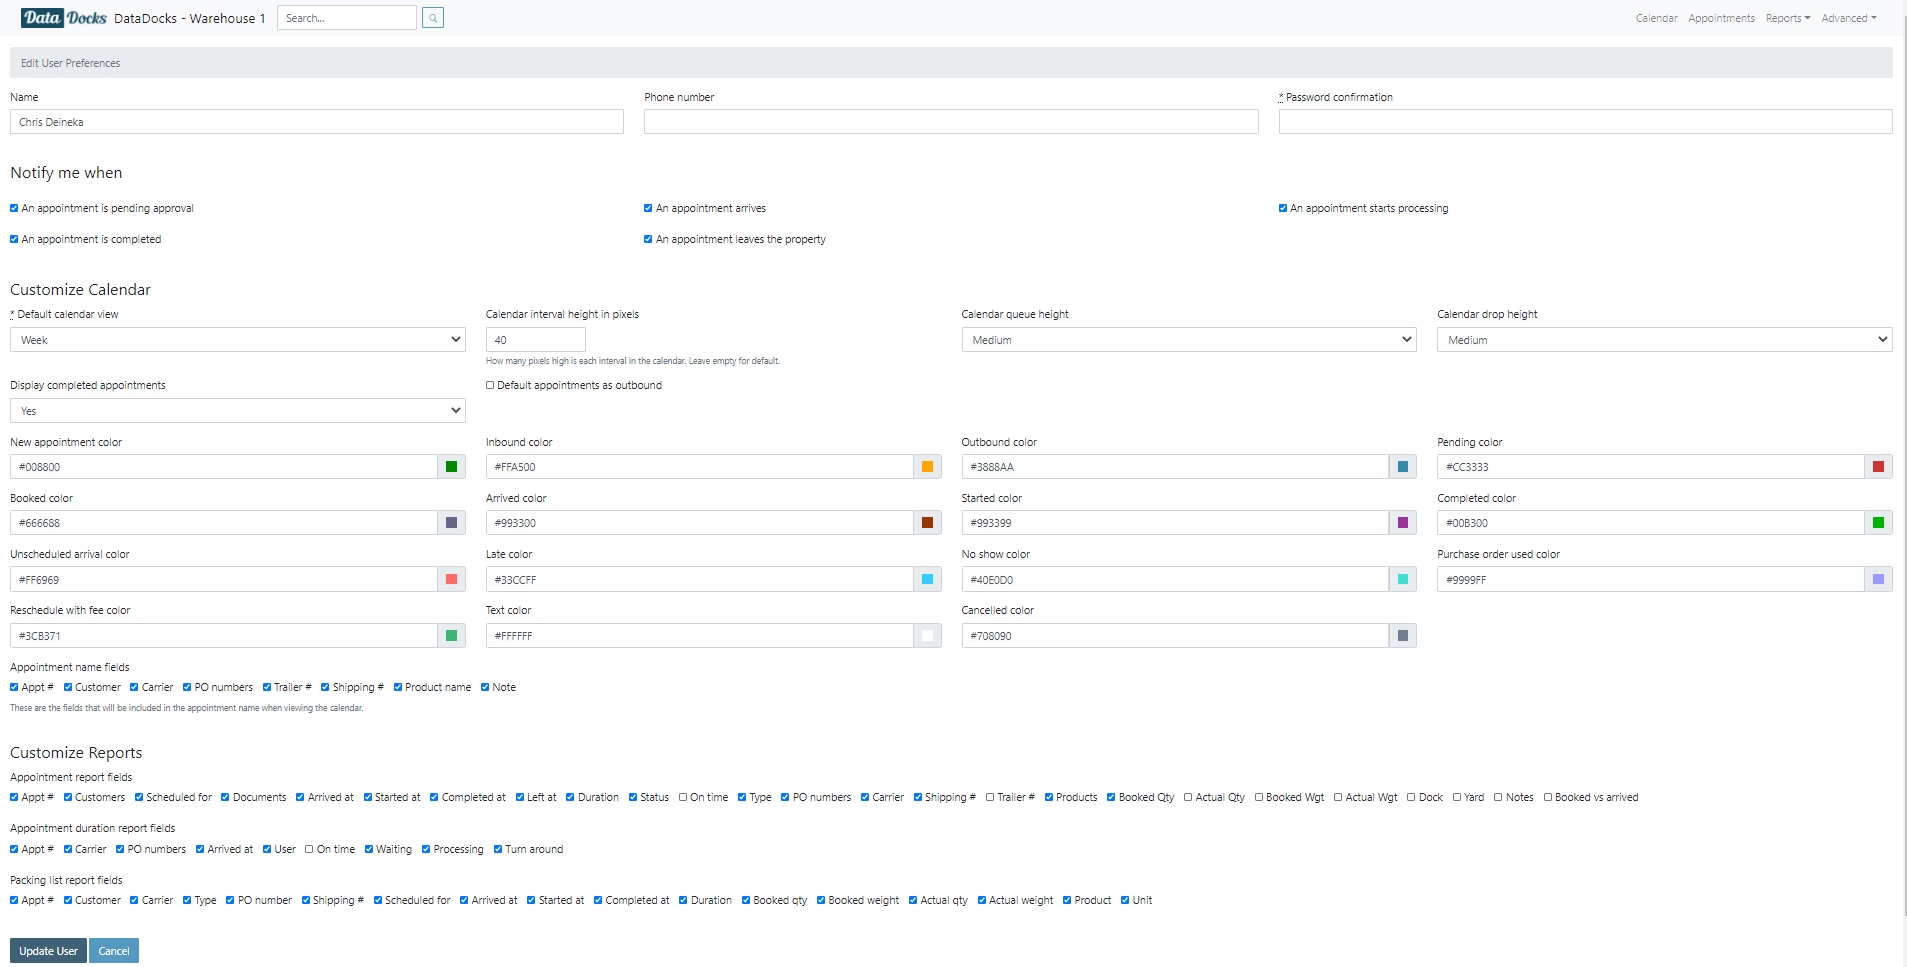 Data Docks DataDocks - Warehouse 1 Search... Calendar Appointments Reports Advanced
Edit User Preferences
Name Phone number * Password confirmation
Chris Deineka
Notify me when
An appointment is pending approval An appointment arrives An appointment starts processing
An appointment is completed An appointment leaves the property
Customize Calendar
* Default calendar view Calendar interval height in pixels Calendar queue height Calendar drop height
Week 40 Medium Medium
How many pixels high is each interval in the calendar. Leave empty for default.
Display completed appointments Default appointments as outbound
Yes
New appointment color Inbound color Outbound color Pending color
#008800 #FFA500 #3888AA #CC3333
Booked color Arrived color Started color Completed color
#666688 #993300 #993399 #00B300
Unscheduled arrival color Late color No show color Purchase order used color
#FF6969 #33CCFF #40E0D0 #9999FF
Reschedule with fee color Text color Cancelled color
#3CB371 #FFFFFF #708090
Appointment name fields
Appt # Customer Carrier PO numbers Trailer # Shipping # Product name Note
These are the fields that will be included in the appointment name when viewing the calendar.
Customize Reports
Appointment report fields
Appt # Customers Scheduled for Documents Arrived at Started at Completed at Left at Duration Status On time Type PO numbers Carrier Shipping # Trailer # Products Booked Qty Actual Qty Booked Wgt Actual Wgt Dock Yard Notes Booked vs arrived
Appointment duration report fields
Appt # Carrier PO numbers Arrived at User On time Waiting Processing Turn around
Packing list report fields
Appt # Customer Carrier Type PO number Shipping # Scheduled for Arrived at Started at Completed at Duration Booked qty Booked weight Actual qty Actual weight Product Unit
Update User Cancel